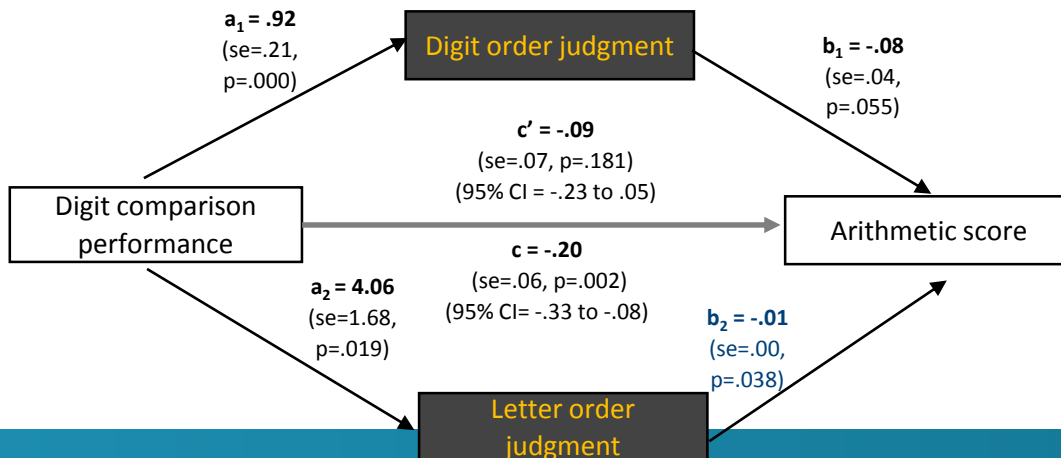 a₁ = .92
(se=.21,
p=.000)
Digit order judgment
b₁ = -.08
(se=.04,
p=.055)
c’ = -.09
(se=.07, p=.181)
(95% CI = -.23 to .05)
Digit comparison
performance
Arithmetic score
c = -.20
(se=.06, p=.002)
(95% CI= -.33 to -.08)
a₂ = 4.06
(se=1.68,
p=.019)
b₂ = -.01
(se=.00,
p=.038)
Letter order
judgment